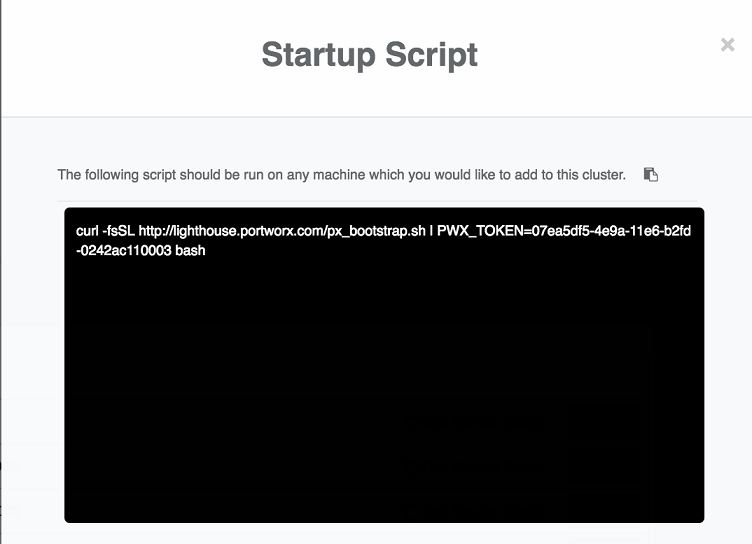 Startup Script
×
The following script should be run on any machine which you would like to add to this cluster.
curl -fsSL http://lighthouse.portworx.com/px_bootstrap.sh | PWX_TOKEN=07ea5df5-4e9a-11e6-b2fd
-0242ac110003 bash